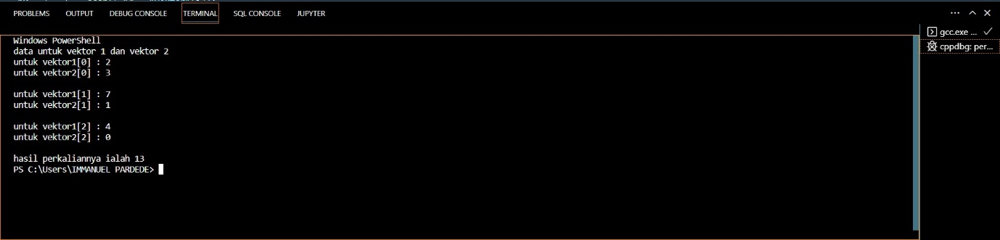 PROBLEMS OUTPUT DEBUG CONSOLE TERMINAL SQL CONSOLE JUPYTER
Windows PowerShell
data untuk vektor 1 dan vektor 2
untuk vektor1[0] : 2
untuk vektor2[0] : 3
untuk vektor1[1] : 7
untuk vektor2[1] : 1
untuk vektor1[2] : 4
untuk vektor2[2] : 0
hasil perkaliannya ialah 13
PS C:\Users\IMMANUEL PARDEDE>
gcc.exe ...
cppdbg: per...